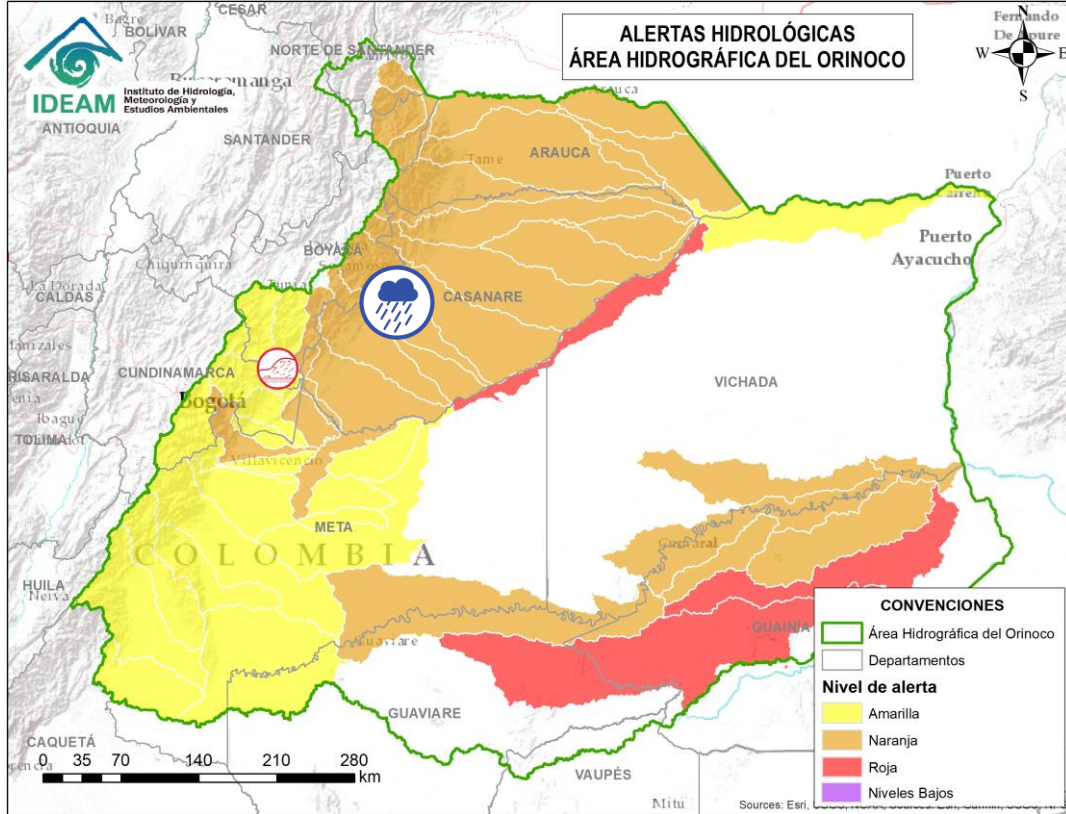 ALERTAS HIDROLÓGICAS
ÁREA HIDROGRÁFICA DEL ORINOCO
IDEAM
Instituto de Hidrología,
Meteorología y
Estudios Ambientales
N
W
E
S
CESAR
BOLÍVAR
Bagre
NORTE DE SANTANDER
Fernando
De Apure
ANTIOQUIA
SANTANDER
Arauca
ARAUCA
Tame
Puerto
Puerto
Ayacucho
BOYACÁ
Chiquinquira
La Dorada
CALDAS
CASANARE
CUNDINAMARCA
RISARALDA
Bogotá
VICHADA
Ibague
TOLIMA
Villavicencio
META
COLOMBIA
HUILA
Neiva
GUAINÍA
GUAVIARE
CAQUETÁ
VAUPÉS
Mitú
0 35 70 140 210 280
km
CONVENCIONES
Área Hidrográfica del Orinoco
Departamentos
Nivel de alerta
Amarilla
Naranja
Roja
Niveles Bajos
Sources: Esri,